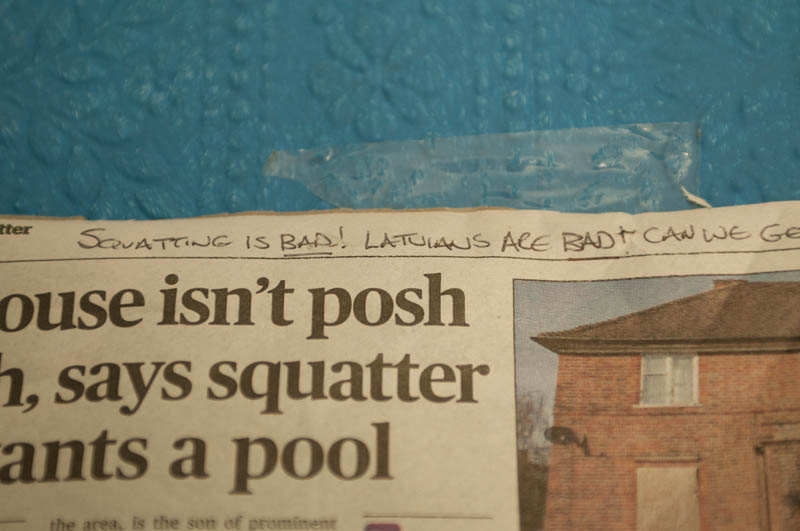 tter
SQUATTING IS BAD! LATVIANS ARE BAD! CAN WE GE
ouse isn't posh
h, says squatter
ants a pool
the area, is the son of prominent